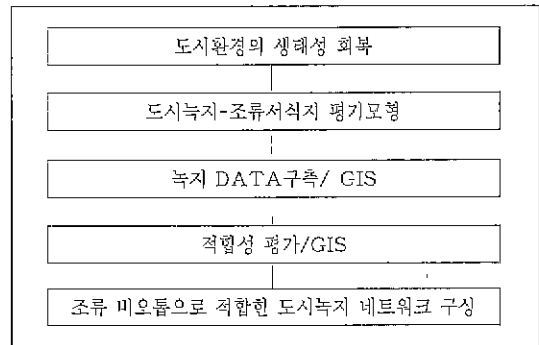 도시환경의 생태성 회복
도시녹지-조류서식지 평가모형
녹지 DATA구축/ GIS
적합성 평가/GIS
조류 비오톱으로 적합한 도시녹지 네트워크 구성